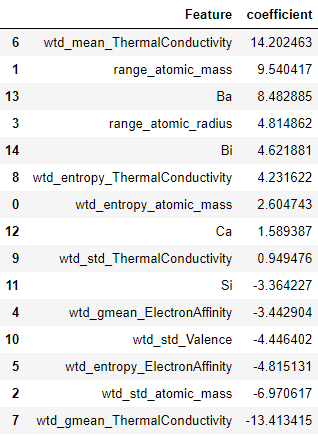 Feature coefficient
6 wtd_mean_ThermalConductivity 14.202463
1 range_atomic_mass 9.540417
13 Ba 8.482885
3 range_atomic_radius 4.814862
14 Bi 4.621881
8 wtd_entropy_ThermalConductivity 4.231622
0 wtd_entropy_atomic_mass 2.604743
12 Ca 1.589387
9 wtd_std_ThermalConductivity 0.949476
11 Si -3.364227
4 wtd_gmean_ElectronAffinity -3.442904
10 wtd_std_Valence -4.446402
5 wtd_entropy_ElectronAffinity -4.815131
2 wtd_std_atomic_mass -6.970617
7 wtd_gmean_ThermalConductivity -13.413415